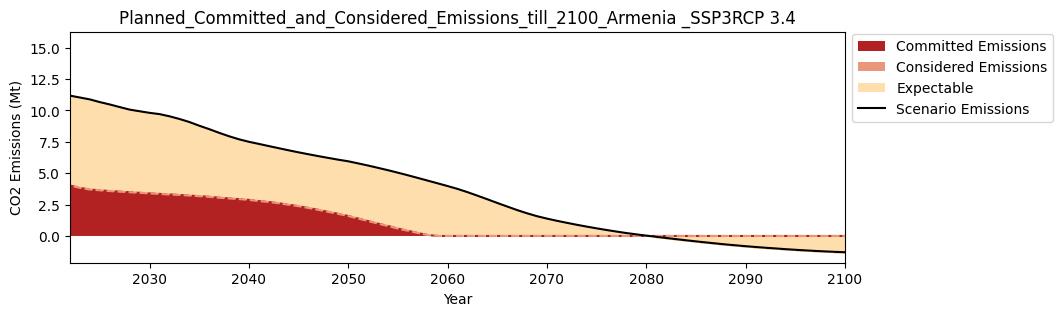 Planned_Committed_and_Considered_Emissions_till_2100_Armenia _SSP3RCP 3.4
CO2 Emissions (Mt)
15.0
12.5
10.0
7.5
5.0
2.5
0.0
2030 2040 2050 2060 2070 2080 2090 2100
Year
Committed Emissions
Considered Emissions
Expectable
Scenario Emissions